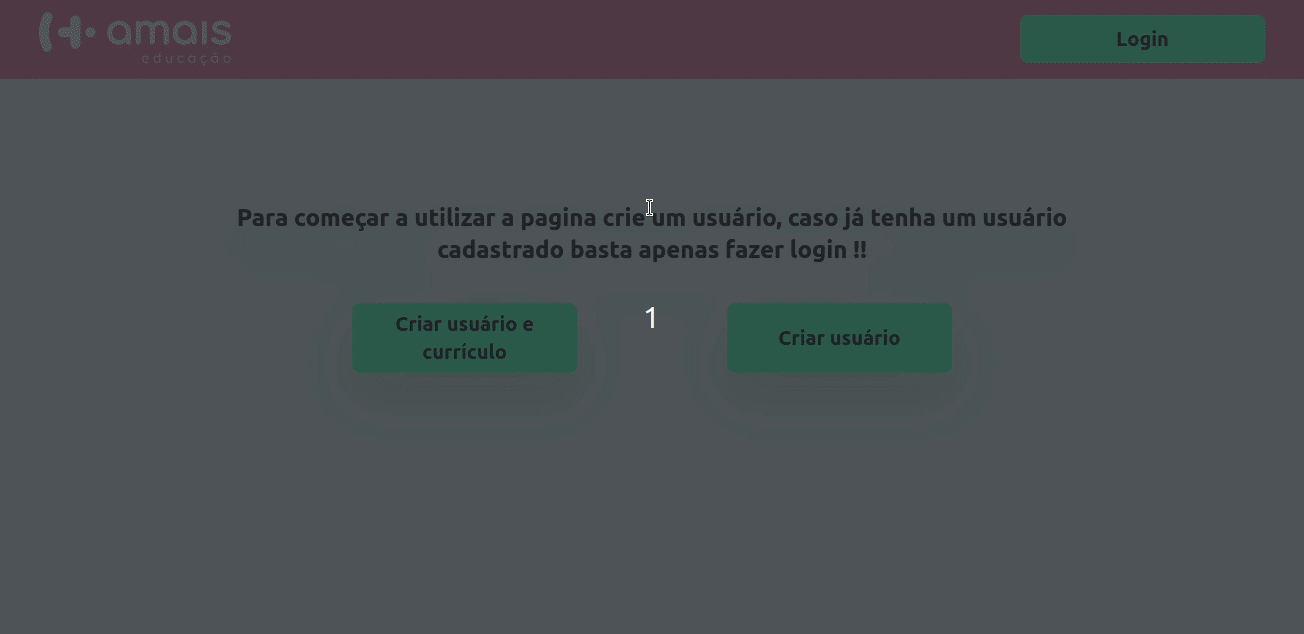 amais
educação
Login
Para começar a utilizar a pagina crie um usuário, caso já tenha um usuário
cadastrado basta apenas fazer login !!
Criar usuário e
currículo
1
Criar usuário